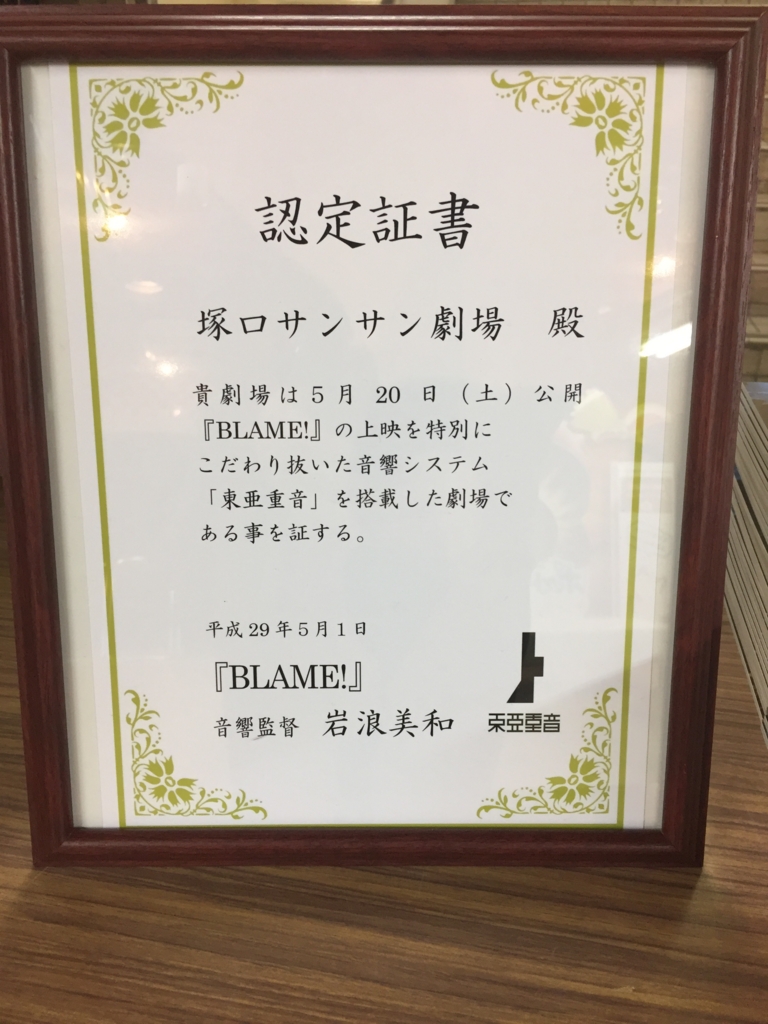 認定証書
塚口サンサン劇場 殿
貴劇場は5月 20 日（土）公開
『BLAME!』の上映を特別に
こだわり抜いた音響システム
「東亜重音」を搭載した劇場で
ある事を証する。
平成29年5月1日
『BLAME!』
音響監督 岩浪美和
東亜重音